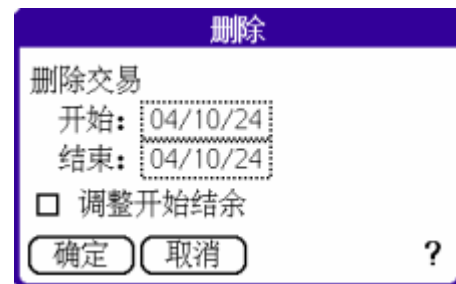 删除
删除交易
开始: 04/10/24
结束: 04/10/24
调整开始结余
确定 取消 ?